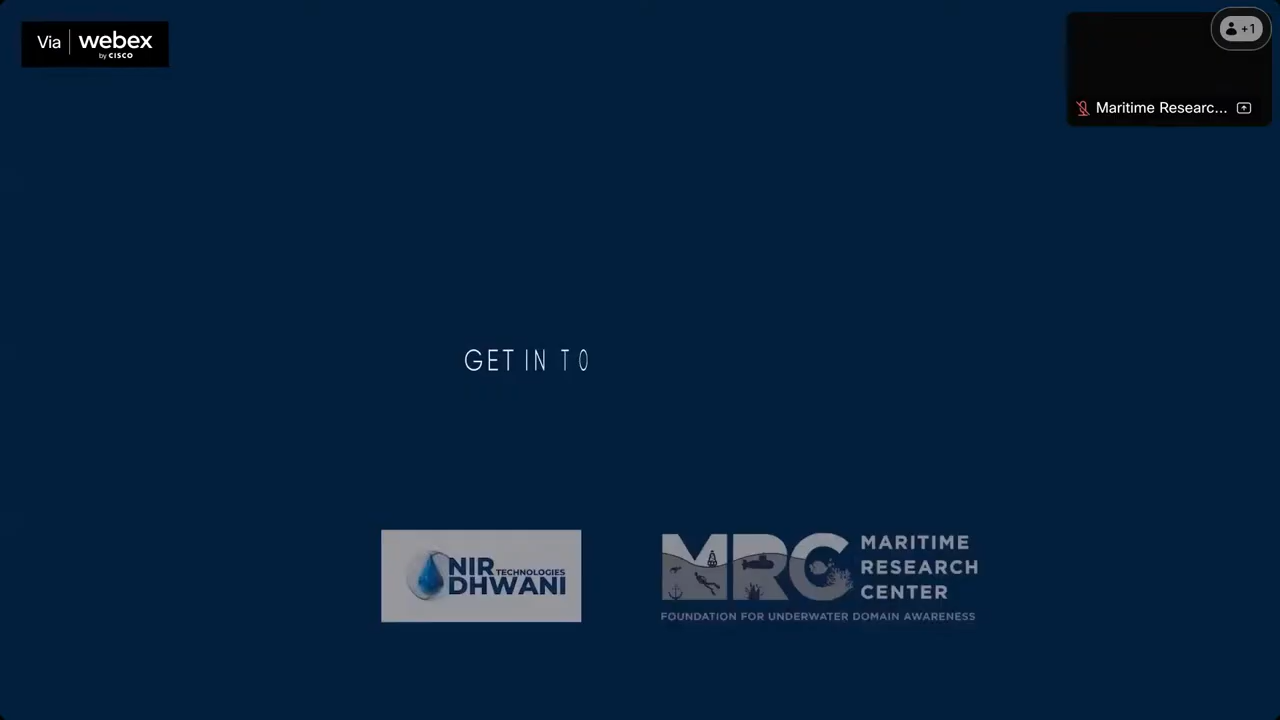 Via webex
by CISCO
+1
Maritime Researc...
GET IN TO
NIR TECHNOLOGIES
DHWANI
MRC
MARITIME
RESEARCH
CENTER
FOUNDATION FOR UNDERWATER DOMAIN AWARENESS